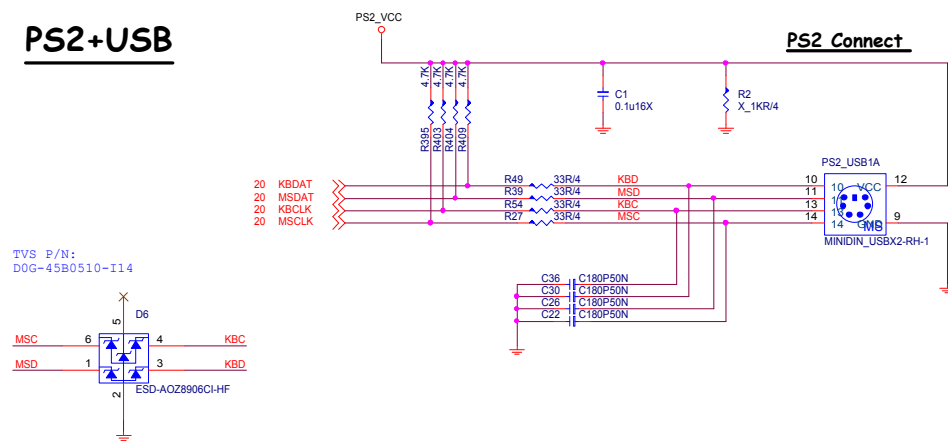 PS2+USB
PS2_VCC
PS2 Connect
4.7K
4.7K
4.7K
4.7K
R395
R403
R404
R409
C1
0.1u16X
R2
X_1KR/4
PS2_USB1A
20 KBDAT
20 MSDAT
20 KBCLK
20 MSCLK
R49 33R/4 KBD
R39 33R/4 MSD
R54 33R/4 KBC
R27 33R/4 MSC
10
11
13
14
10 VCC
14 GND
MS
12
9
MINIDIN_USBX2-RH-1
TVS P/N:
D0G-45B0510-I14
C36 C180P50N
C30 C180P50N
C26 C180P50N
C22 C180P50N
D6
5
MSC 6 4 KBC
MSD 1 3 KBD
2
ESD-AOZ8906CI-HF